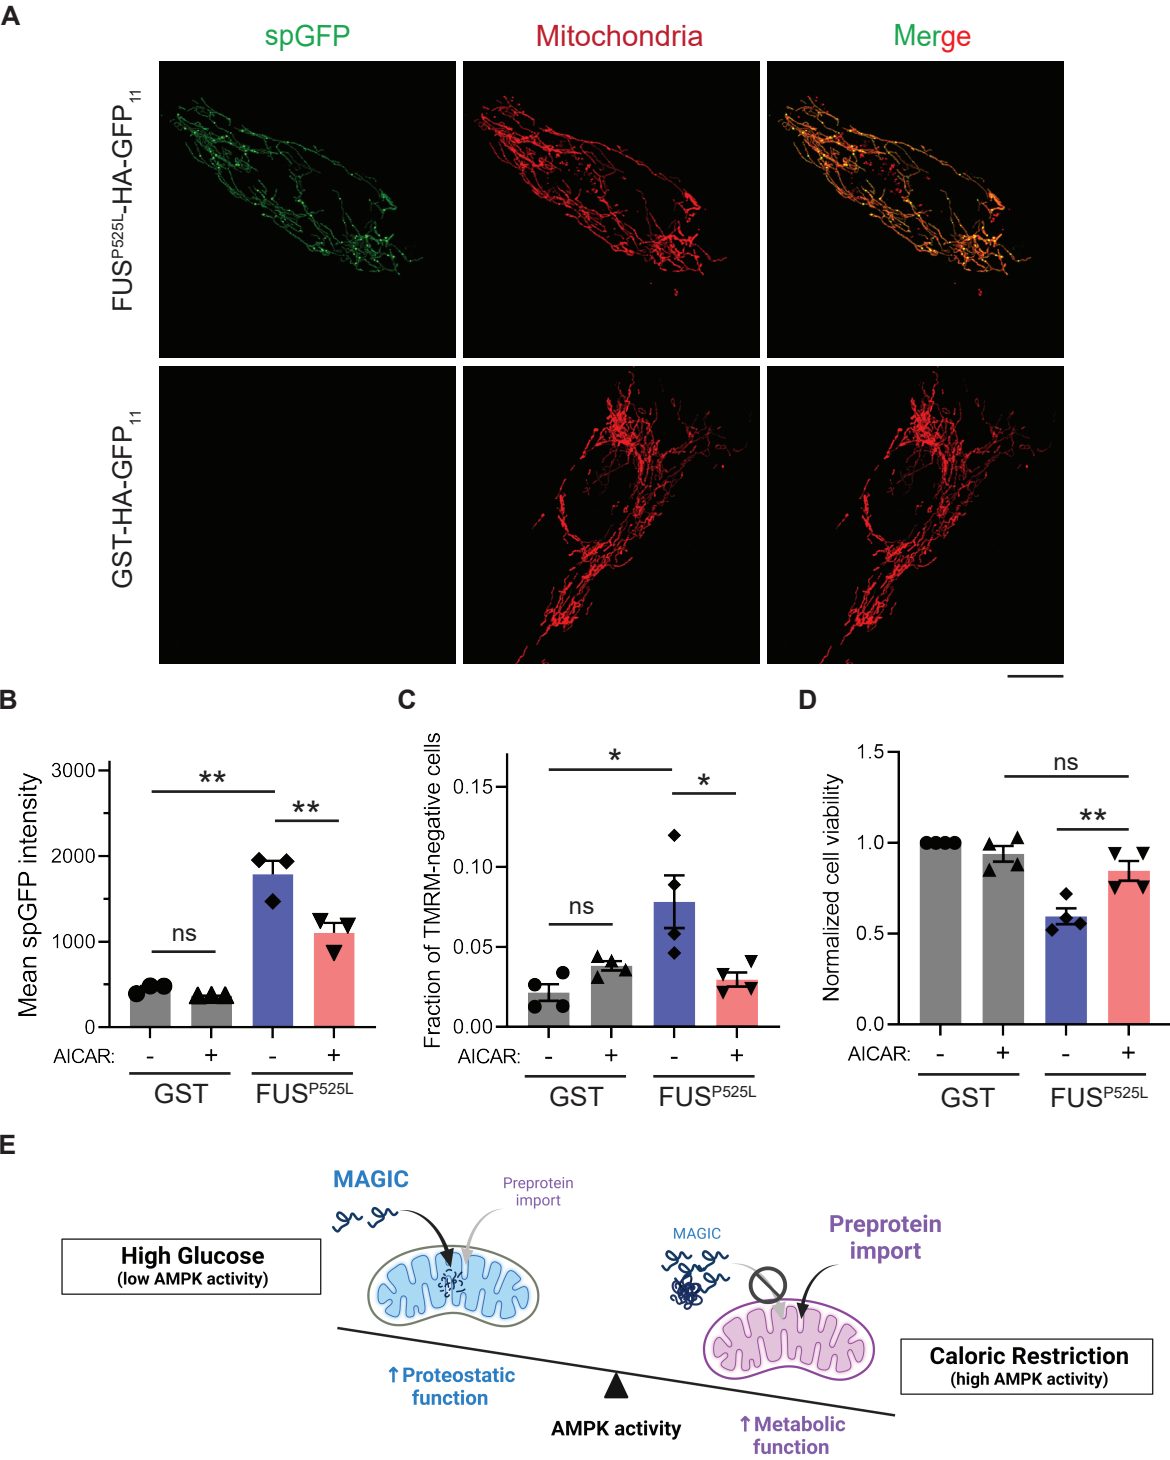 A
spGFP
Mitochondria
Merge
FUSP525L-HA-GFP11
GST-HA-GFP11
B
C
D
Mean spGFP intensity
3000
2000
1000
0
**
**
ns
AICAR:
-
+
-
+
GST
FUSP525L
Fraction of TMRM-negative cells
0.15
0.10
0.05
0.00
*
*
ns
AICAR:
-
+
-
+
GST
FUSP525L
Normalized cell viability
1.5
1.0
0.5
0.0
ns
**
AICAR:
-
+
-
+
GST
FUSP525L
E
MAGIC
Preprotein
import
High Glucose
(low AMPK activity)
MAGIC
Preprotein
import
Caloric Restriction
(high AMPK activity)
↑Proteostatic
function
AMPK activity
↑Metabolic
function